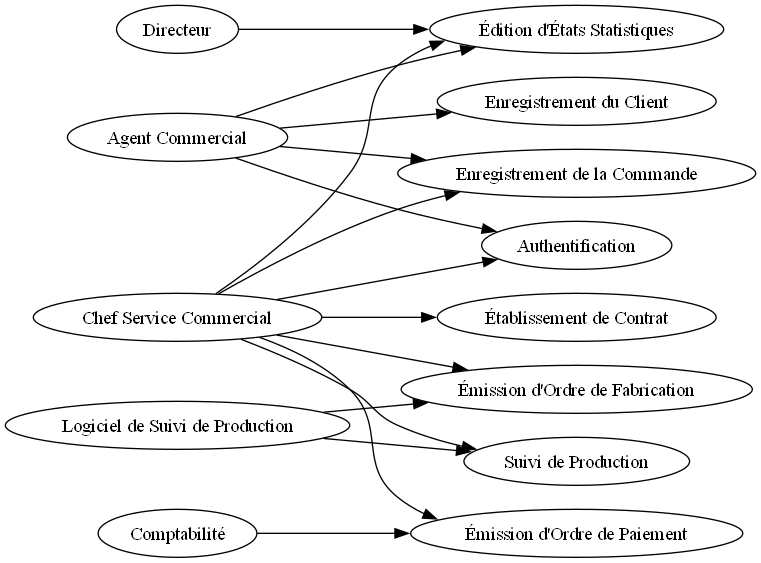 Directeur
Édition d'États Statistiques
Enregistrement du Client
Agent Commercial
Enregistrement de la Commande
Authentification
Chef Service Commercial
Établissement de Contrat
Émission d'Ordre de Fabrication
Logiciel de Suivi de Production
Suivi de Production
Comptabilité
Émission d'Ordre de Paiement